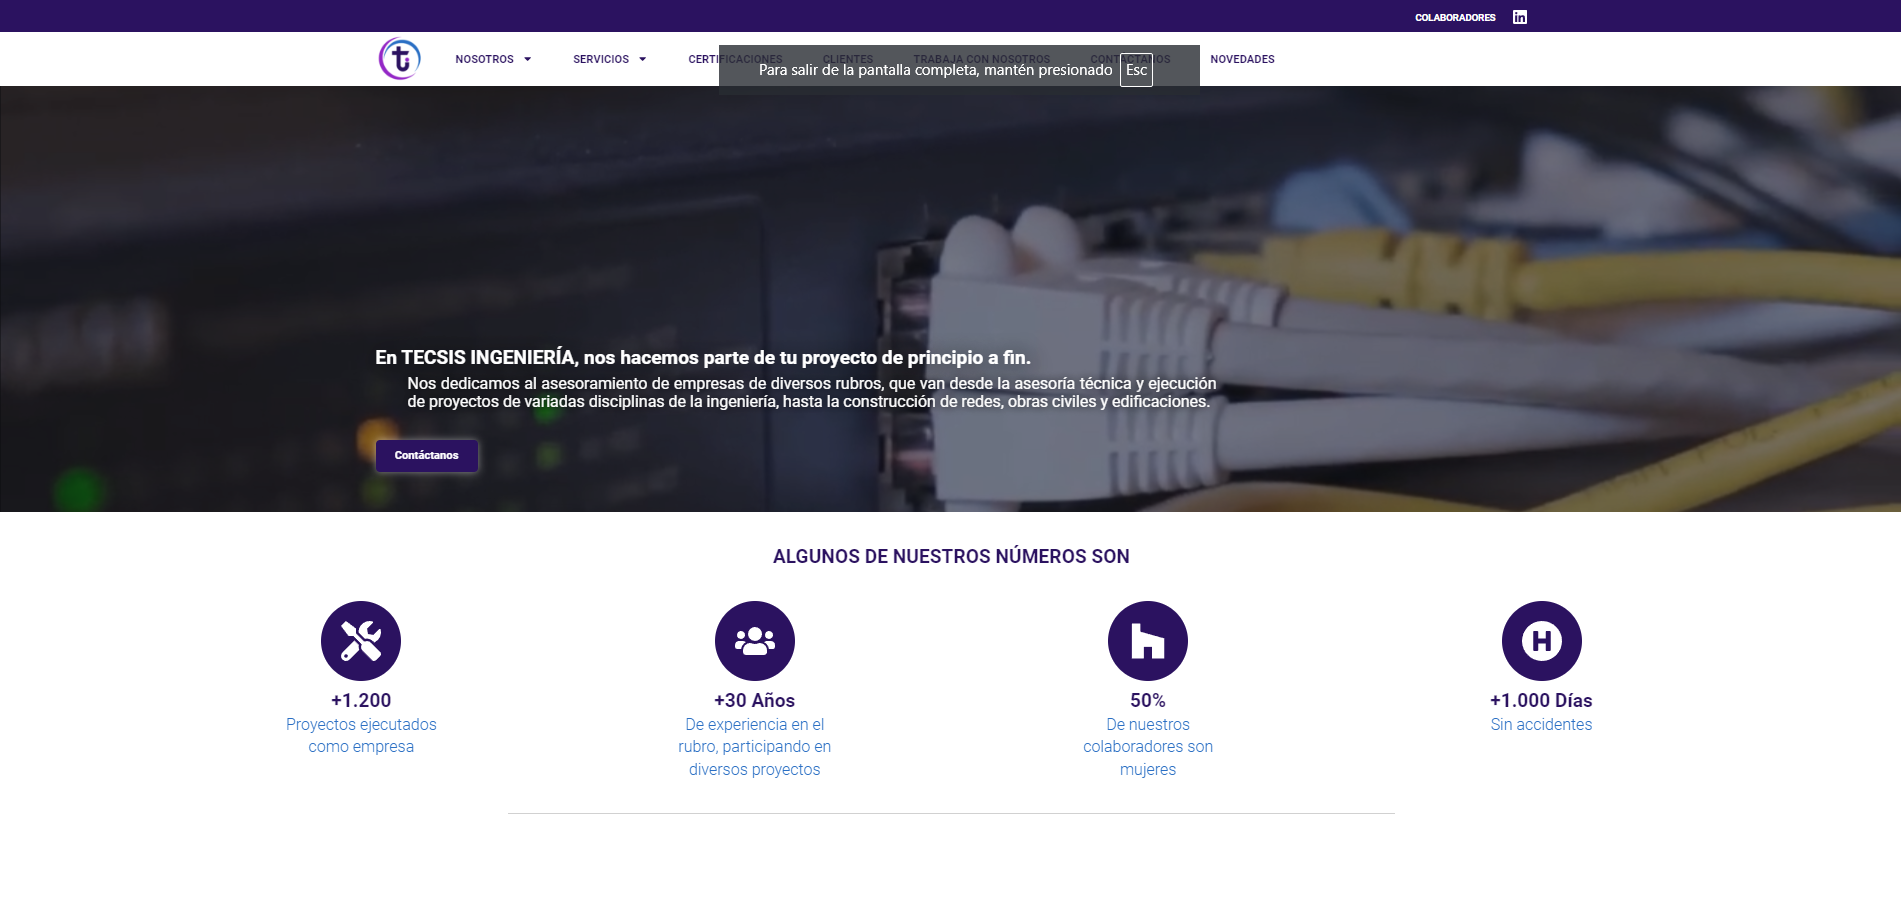 COLABORADORES in
ti NOSOTROS SERVICIOS CERTIFICACIONES CLIENTES TRABAJA CON NOSOTROS CONTÁCTANOS NOVEDADES
Para salir de la pantalla completa, mantén presionado Esc
En TECSIS INGENIERÍA, nos hacemos parte de tu proyecto de principio a fin.
Nos dedicamos al asesoramiento de empresas de diversos rubros, que van desde la asesoría técnica y ejecución
de proyectos de variadas disciplinas de la ingeniería, hasta la construcción de redes, obras civiles y edificaciones.
Contáctanos
ALGUNOS DE NUESTROS NÚMEROS SON
+1.200
Proyectos ejecutados
como empresa
+30 Años
De experiencia en el
rubro, participando en
diversos proyectos
50%
De nuestros
colaboradores son
mujeres
H
+1.000 Días
Sin accidentes